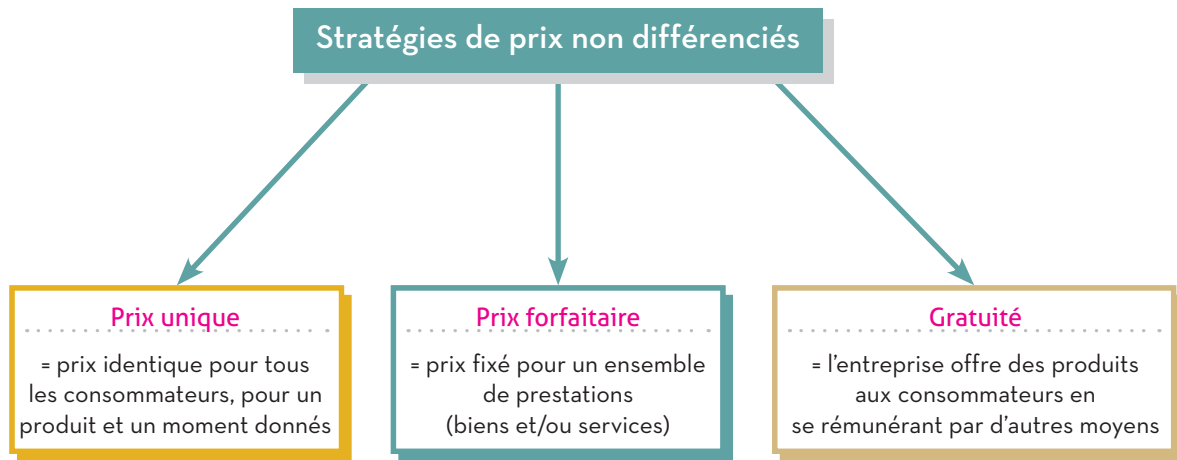 Stratégies de prix non différenciés
Prix unique
= prix identique pour tous
les consommateurs, pour un
produit et un moment donnés
Prix forfaitaire
= prix fixé pour un ensemble
de prestations
(biens et/ou services)
Gratuité
= l’entreprise offre des produits
aux consommateurs en
se rémunérant par d’autres moyens